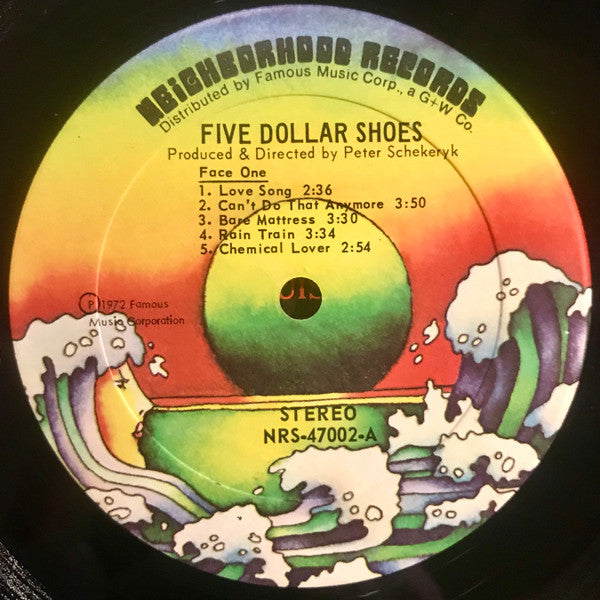 NEIGHBORHOOD RECORDS
Distributed by Famous Music Corp., a G+W Co.
FIVE DOLLAR SHOES
Produced & Directed by Peter Schekeryk
Face One
1. Love Song 2:36
2. Can't Do That Anymore 3:50
3. Bare Mattress 3:30
4. Rain Train 3:34
5. Chemical Lover 2:54
Ⓟ 1972 Famous
Music Corporation
STEREO
NRS-47002-A